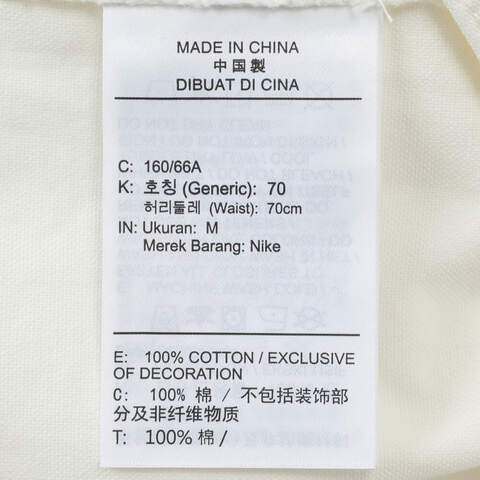 MADE IN CHINA
中国製
DIBUAT DI CINA
C: 160/66A
K: 호칭 (Generic): 70
허리둘레 (Waist): 70cm
IN: Ukuran: M
Merek Barang: Nike
E: 100% COTTON / EXCLUSIVE
OF DECORATION
C: 100% 棉 / 不包括装饰部
分及非纤维物质
T: 100% 棉 /